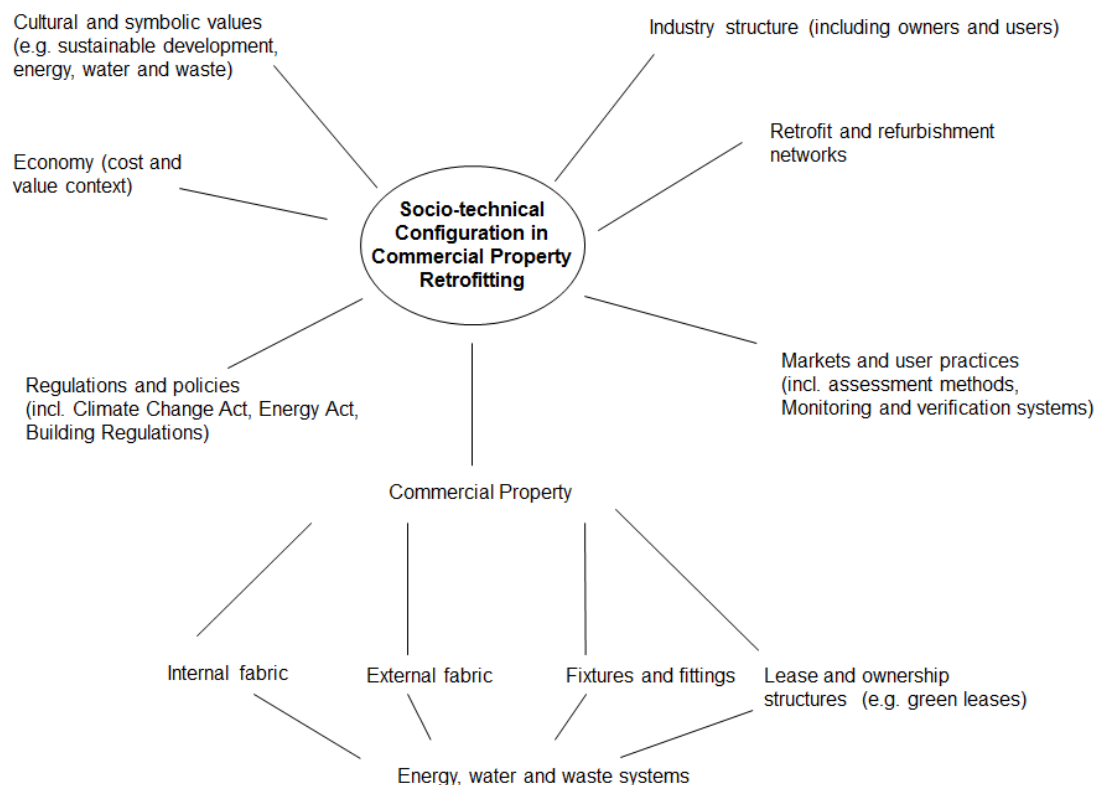 Cultural and symbolic values
(e.g. sustainable development,
energy, water and waste)
Industry structure (including owners and users)
Retrofit and refurbishment
networks
Economy (cost and
value context)
Socio-technical
Configuration in
Commercial Property
Retrofitting
Regulations and policies
(incl. Climate Change Act, Energy Act,
Building Regulations)
Markets and user practices
(incl. assessment methods,
Monitoring and verification systems)
Commercial Property
Internal fabric
External fabric
Fixtures and fittings
Lease and ownership
structures (e.g. green leases)
Energy, water and waste systems